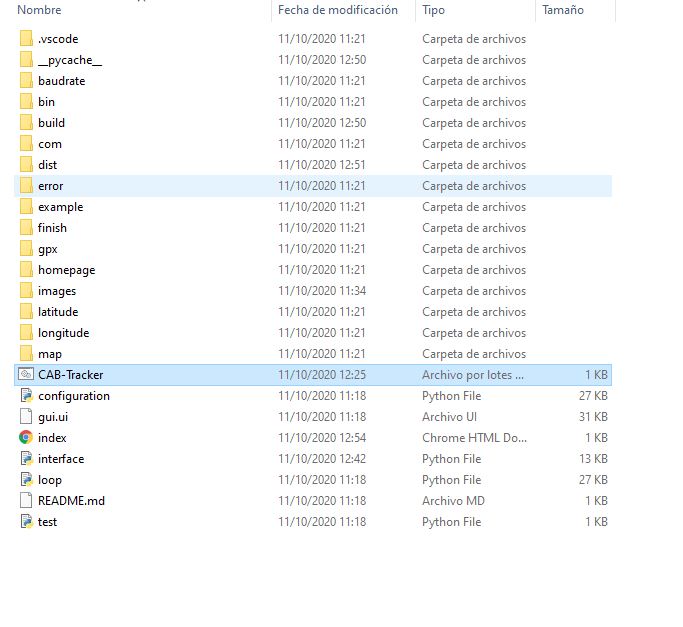 Nombre Fecha de modificación Tipo Tamaño
.vscode 11/10/2020 11:21 Carpeta de archivos
__pycache__ 11/10/2020 12:50 Carpeta de archivos
baudrate 11/10/2020 11:21 Carpeta de archivos
bin 11/10/2020 11:21 Carpeta de archivos
build 11/10/2020 12:50 Carpeta de archivos
com 11/10/2020 11:21 Carpeta de archivos
dist 11/10/2020 12:51 Carpeta de archivos
error 11/10/2020 11:21 Carpeta de archivos
example 11/10/2020 11:21 Carpeta de archivos
finish 11/10/2020 11:21 Carpeta de archivos
gpx 11/10/2020 11:21 Carpeta de archivos
homepage 11/10/2020 11:21 Carpeta de archivos
images 11/10/2020 11:34 Carpeta de archivos
latitude 11/10/2020 11:21 Carpeta de archivos
longitude 11/10/2020 11:21 Carpeta de archivos
map 11/10/2020 11:21 Carpeta de archivos
CAB-Tracker 11/10/2020 12:25 Archivo por lotes ... 1 KB
configuration 11/10/2020 11:18 Python File 27 KB
gui.ui 11/10/2020 11:18 Archivo UI 31 KB
index 11/10/2020 12:54 Chrome HTML Do... 1 KB
interface 11/10/2020 12:42 Python File 13 KB
loop 11/10/2020 11:18 Python File 27 KB
README.md 11/10/2020 11:18 Archivo MD 1 KB
test 11/10/2020 11:18 Python File 1 KB